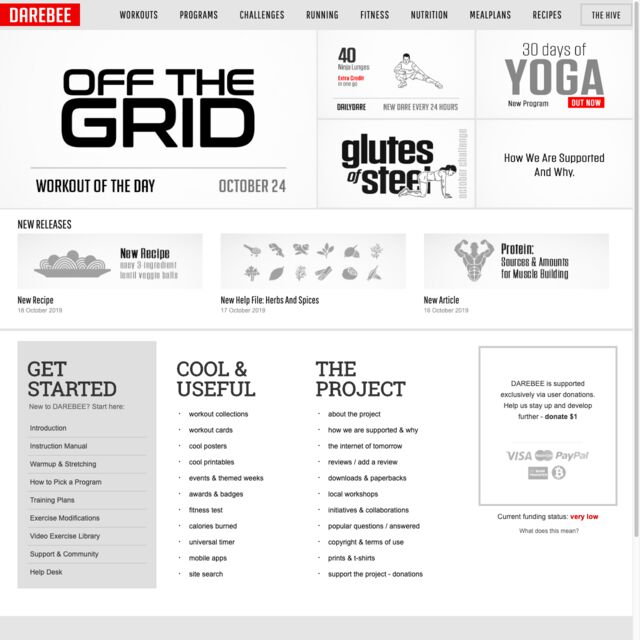 DAREBEE
WORKOUTS
PROGRAMS
CHALLENGES
RUNNING
FITNESS
NUTRITION
MEALPLANS
RECIPES
THE HIVE
OFF THE
GRID
WORKOUT OF THE DAY
OCTOBER 24
40
Ninja Lunges
Extra Credit
in one go
DAILYDARE
NEW DARE EVERY 24 HOURS
30 days of
YOGA
New Program
OUT NOW
glutes
of steel
october challenge
How We Are Supported
And Why.
NEW RELEASES
New Recipe
easy 3-ingredient
lentil veggie balls
Protein:
Sources & Amounts
for Muscle Building
New Recipe
18 October 2019
New Help File: Herbs And Spices
17 October 2019
New Article
16 October 2019
GET
STARTED
New to DAREBEE? Start here:
Introduction
Instruction Manual
Warmup & Stretching
How to Pick a Program
Training Plans
Exercise Modifications
Video Exercise Library
Support & Community
Help Desk
COOL &
USEFUL
· workout collections
· workout cards
· cool posters
· cool printables
· events & themed weeks
· awards & badges
· fitness test
· calories burned
· universal timer
· mobile apps
· site search
THE
PROJECT
· about the project
· how we are supported & why
· the internet of tomorrow
· reviews / add a review
· downloads & paperbacks
· local workshops
· initiatives & collaborations
· popular questions / answered
· copyright & terms of use
· prints & t-shirts
· support the project - donations
DAREBEE is supported
exclusively via user donations.
Help us stay up and develop
further - donate $1
VISA
PayPal
Current funding status: very low
What does this mean?